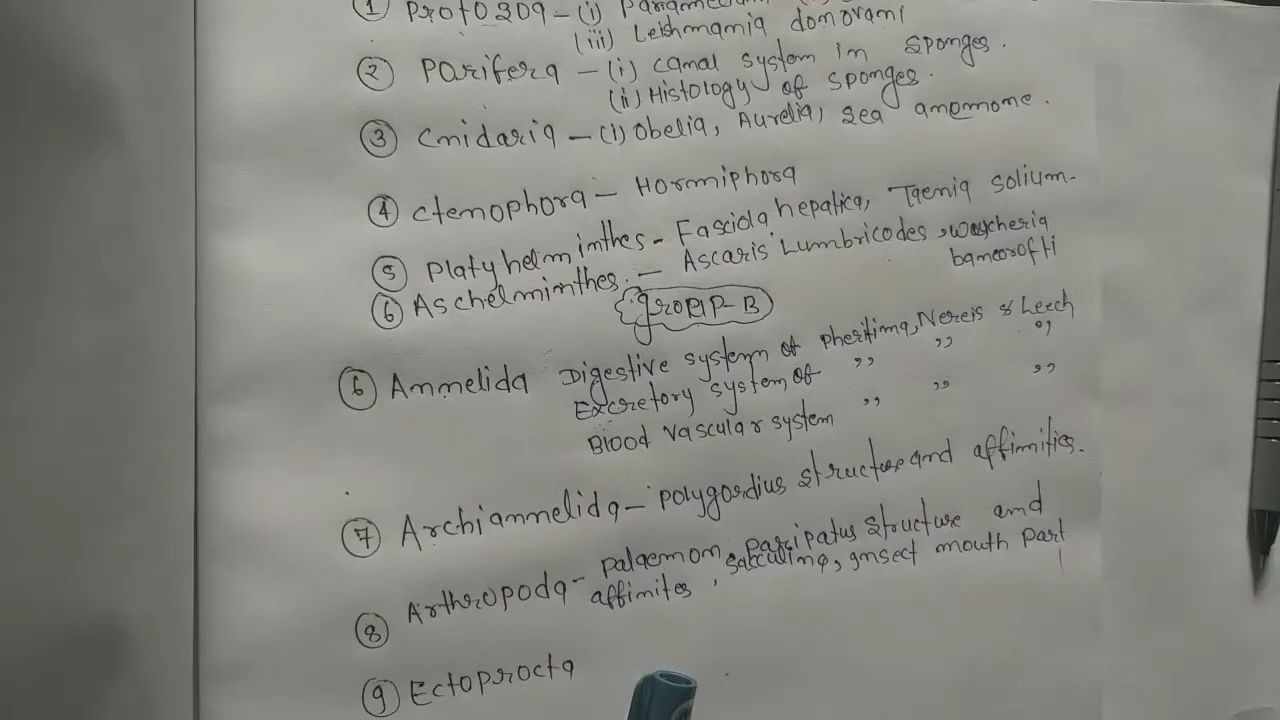 ① Protozoa – (i)
(iii) Leishmania donovani
② Porifera – (i) Canal system in sponges.
(ii) Histology of sponges.
③ Cnidaria – (i) Obelia, Aurelia, Sea anemone.
④ Ctenophora – Hormiphora
⑤ Platyhelminthes – Fasciola hepatica, Taenia solium.
⑥ Aschelminthes. – Ascaris Lumbricodes,
Group-B
⑥ Annelida Digestive system of Pheritima, Nereis & Leech
Excretory system of ,, ,, ,,
Blood Vascular system ,, ,, ,,
⑦ Archiannelida – Polygordius structure and affinities.
⑧ Arthropoda – Palaemon, Paripatus structure and
affinites, sacculina, insect mouth part
⑨ Ectoprocta